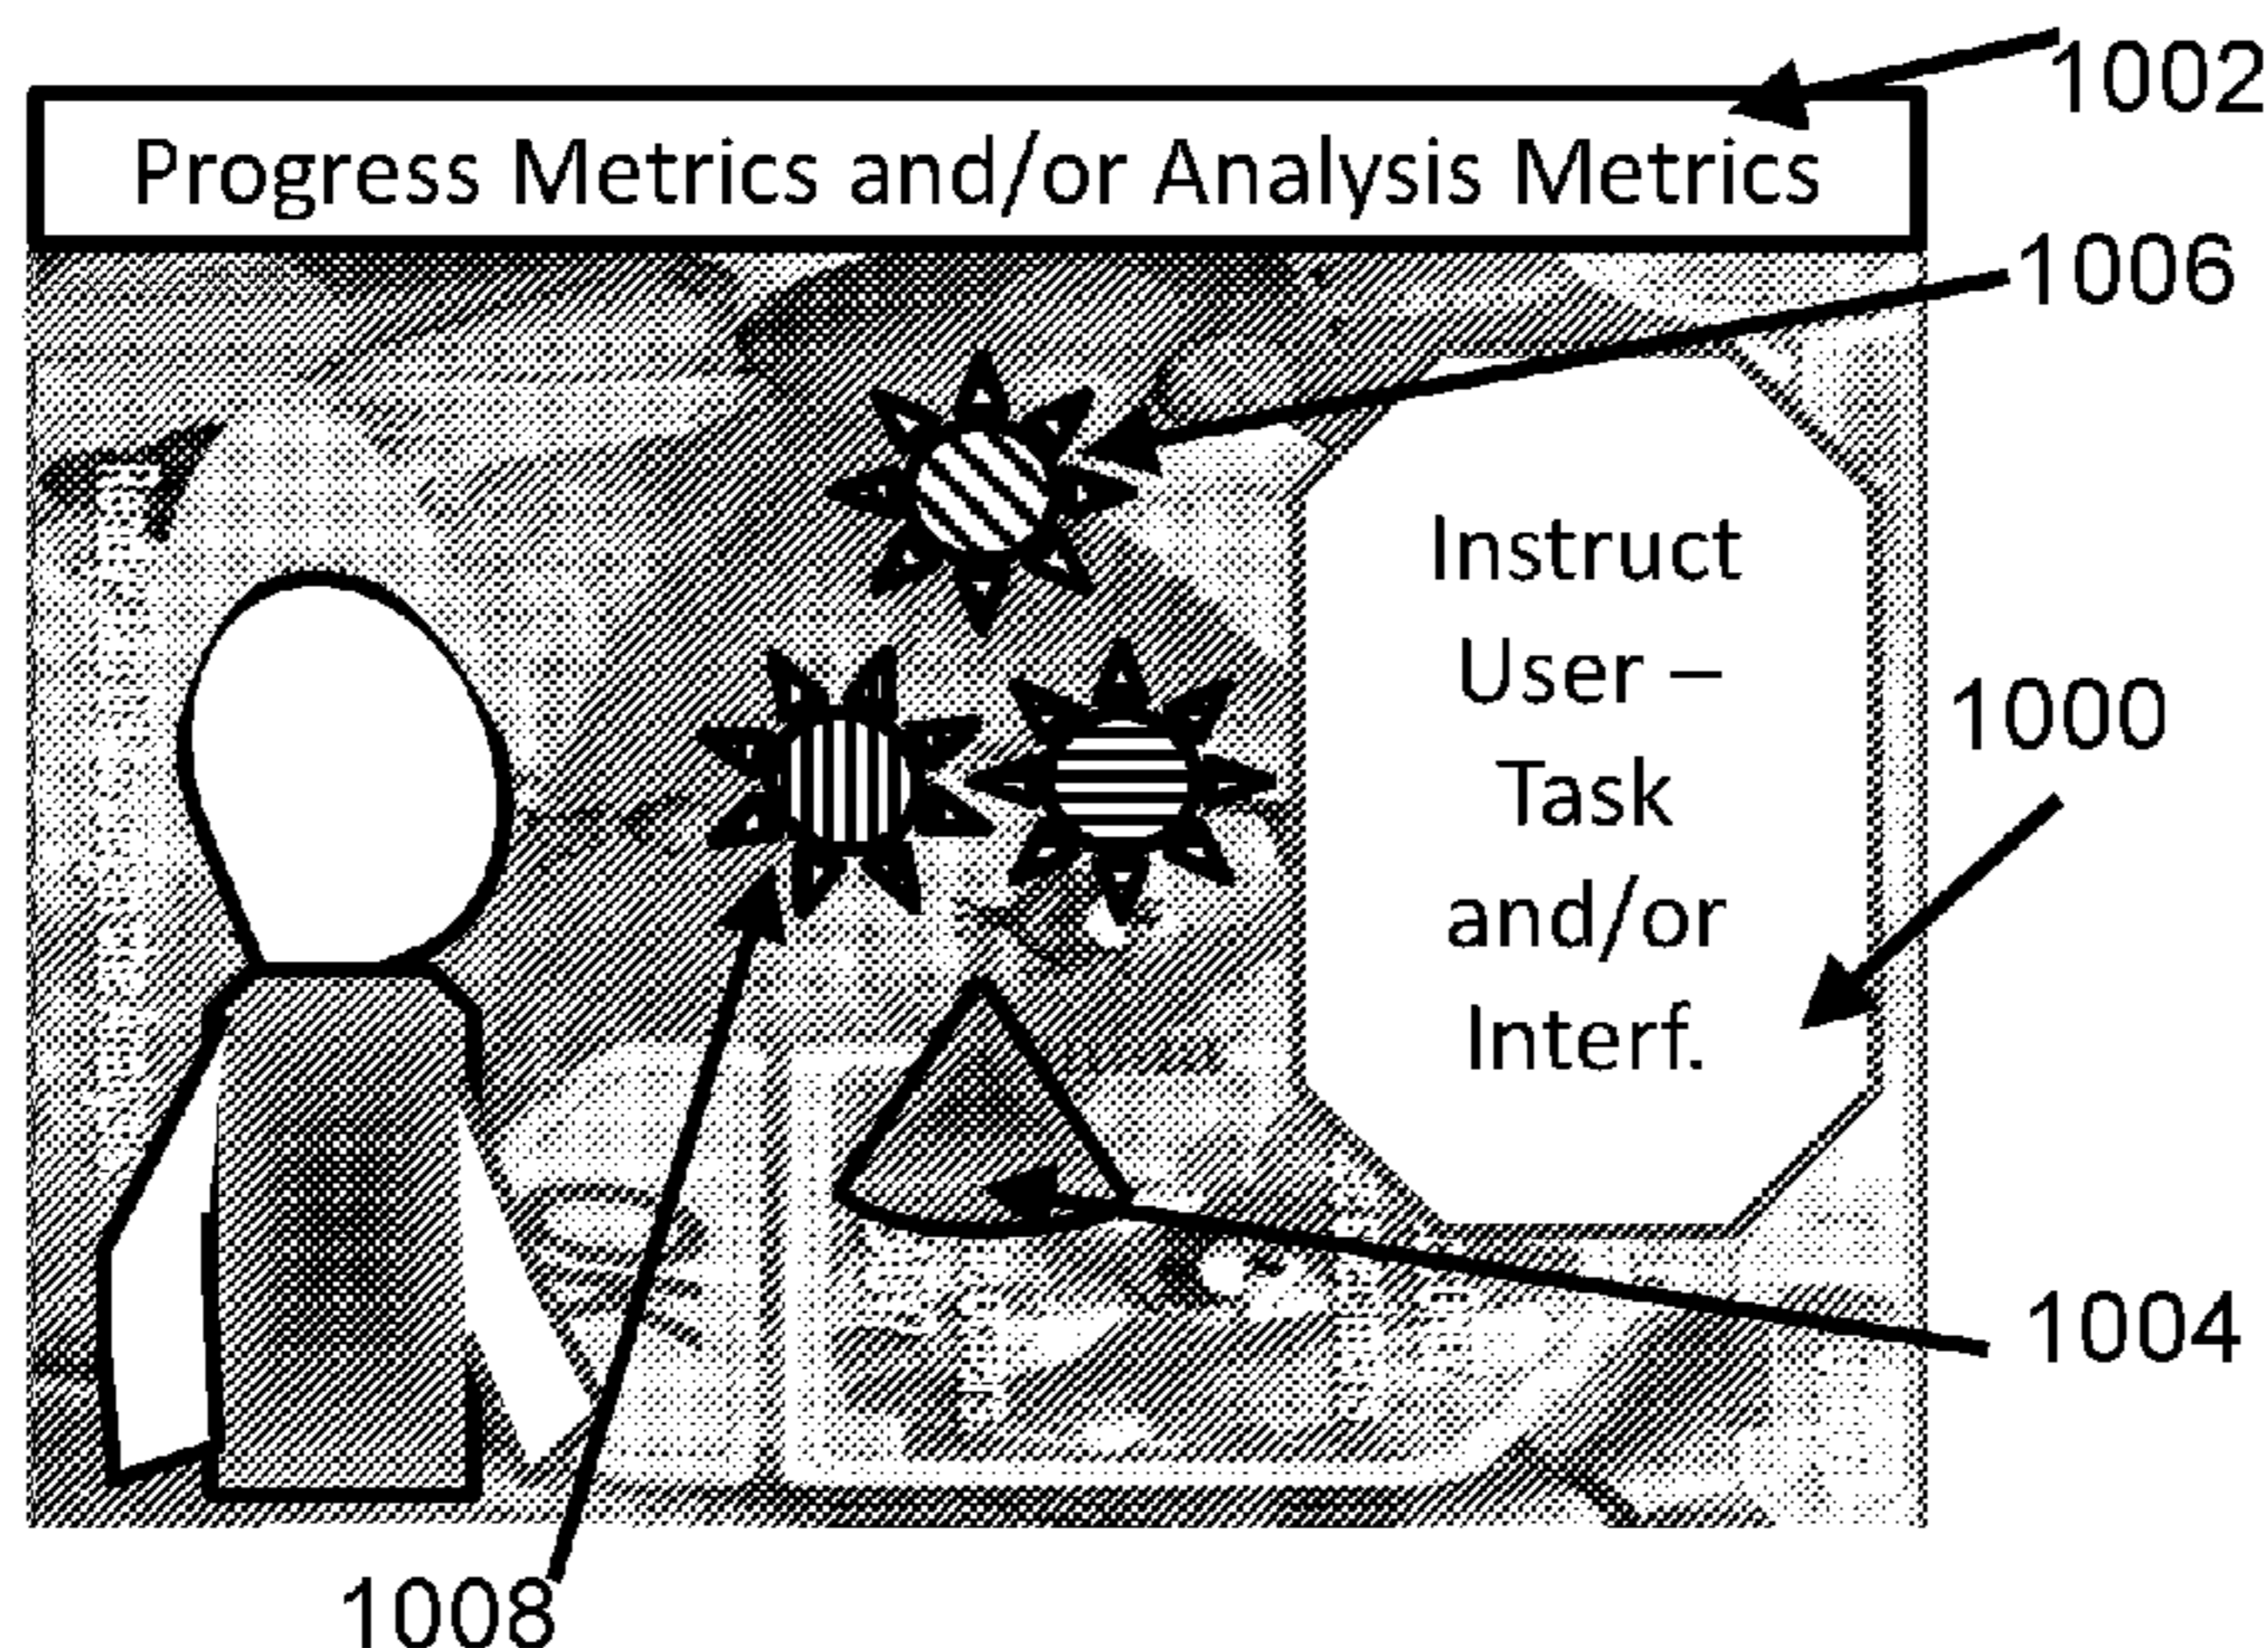 1002
Progress Metrics and/or Analysis Metrics
1006
Instruct
User –
Task
and/or
Interf.
1000
1004
1008